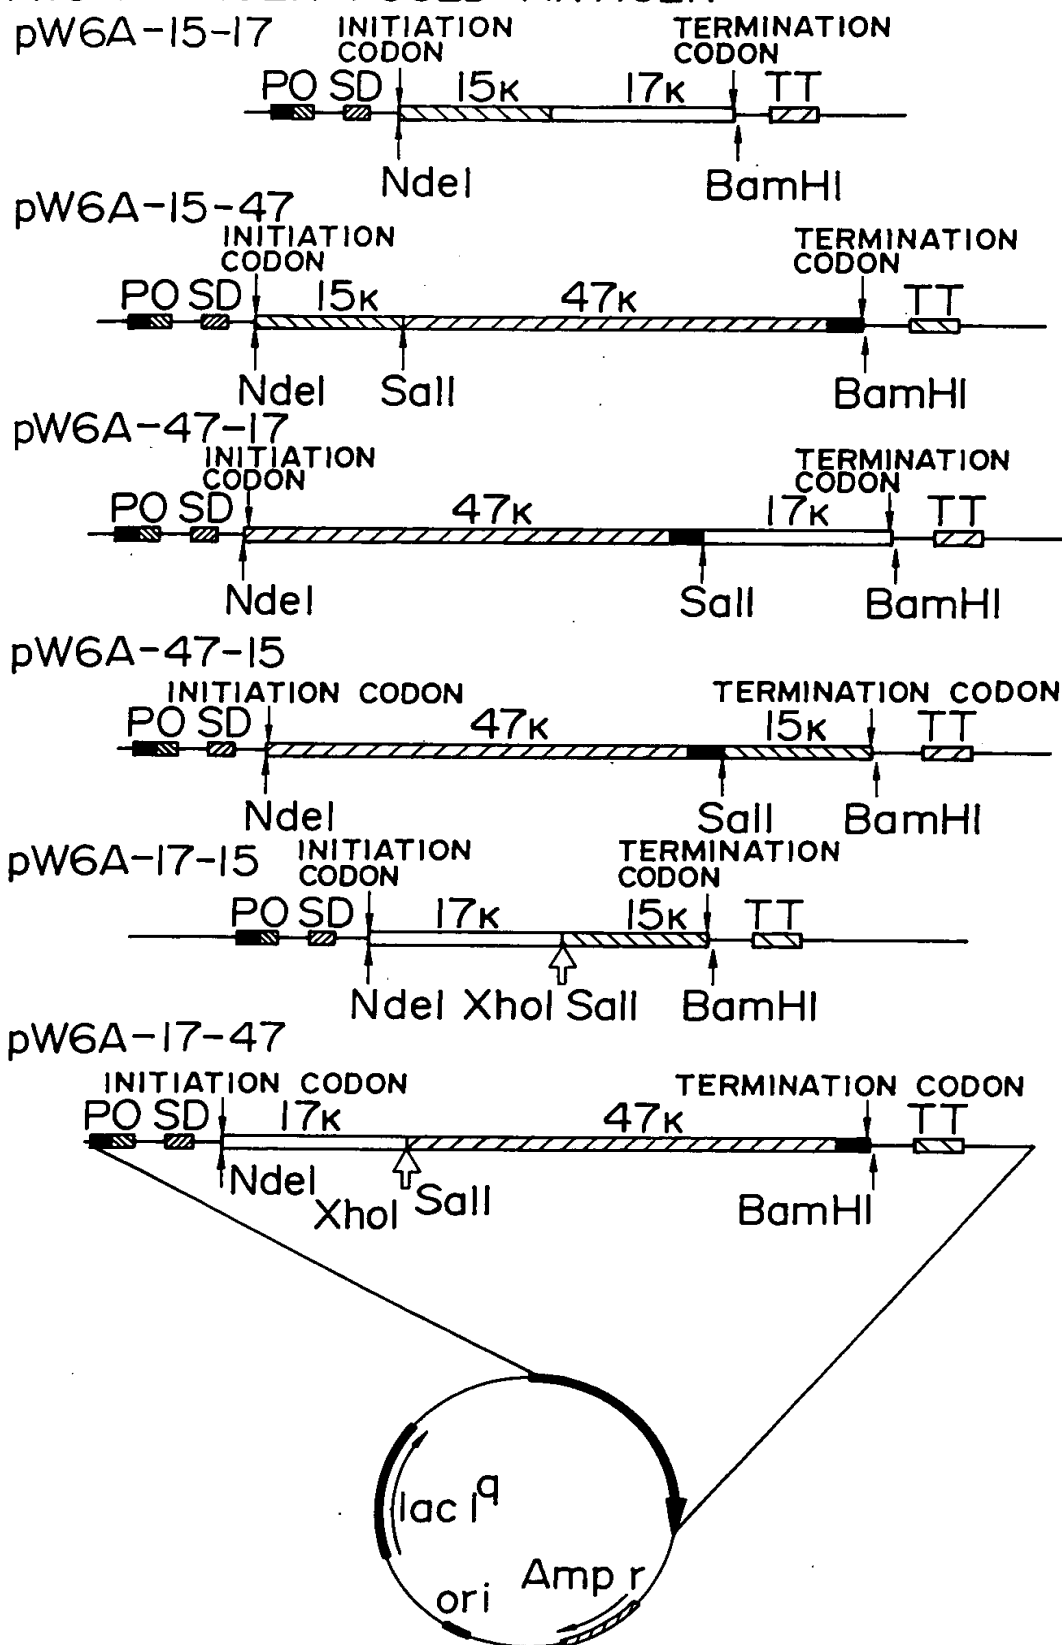 pW6A-15-17
INITIATION
CODON
TERMINATION
CODON
PO SD 15K 17K TT
NdeI BamHI
pW6A-15-47
INITIATION
CODON
TERMINATION
CODON
PO SD 15K 47K TT
NdeI SalI BamHI
pW6A-47-17
INITIATION
CODON
TERMINATION
CODON
PO SD 47K 17K TT
NdeI SalI BamHI
pW6A-47-15
INITIATION CODON TERMINATION CODON
PO SD 47K 15K TT
NdeI SalI BamHI
pW6A-17-15
INITIATION
CODON
TERMINATION
CODON
PO SD 17K 15K TT
NdeI XhoI SalI BamHI
pW6A-17-47
INITIATION CODON TERMINATION CODON
PO SD 17K 47K TT
NdeI XhoI SalI BamHI
lac I q
ori Amp r